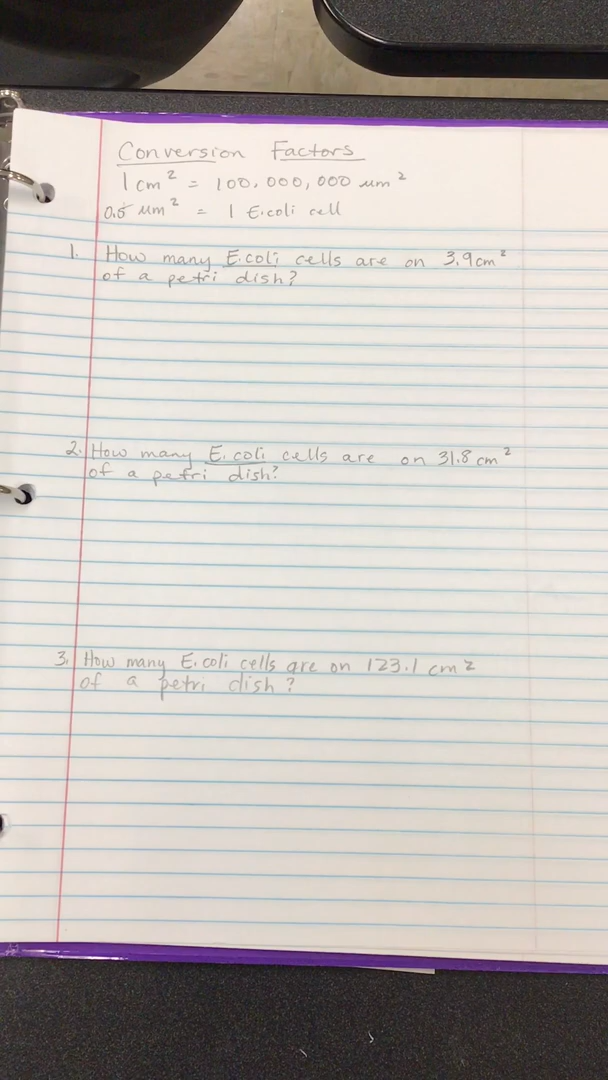 Conversion Factors
1 cm² = 100,000,000 um²
0.5 um² = 1 E.coli cell
1. How many E.coli cells are on 3.9 cm²
of a petri dish?
2. How many E.coli cells are on 31.8 cm²
of a petri dish?
3. How many E.coli cells are on 123.1 cm²
of a petri dish?